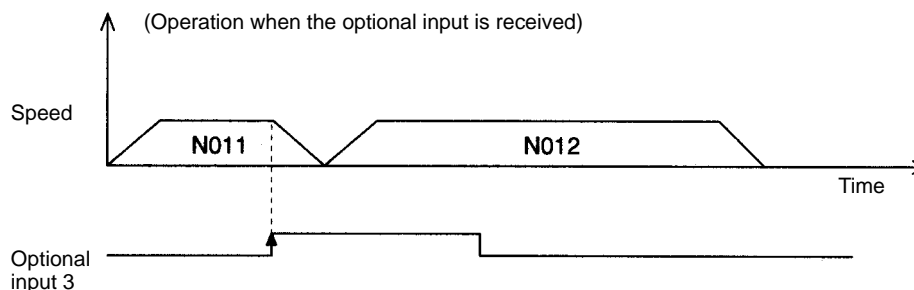 (Operation when the optional input is received)
Speed
N011
N012
Time
Optional
input 3